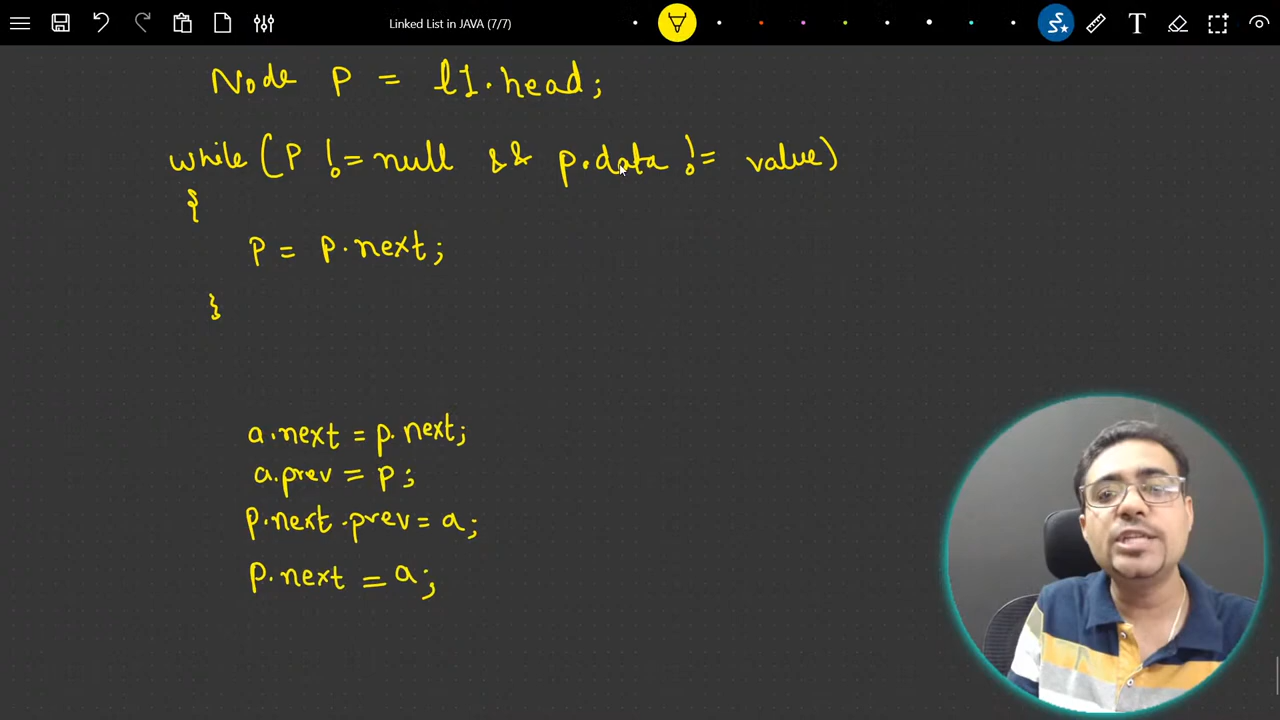 Linked List in JAVA (7/7)
T
Node P = l1.head;
while (P != null && p.data != value)
{
P = P.next;
}
a.next = p.next;
a.prev = p;
p.next.prev = a;
p.next = a;